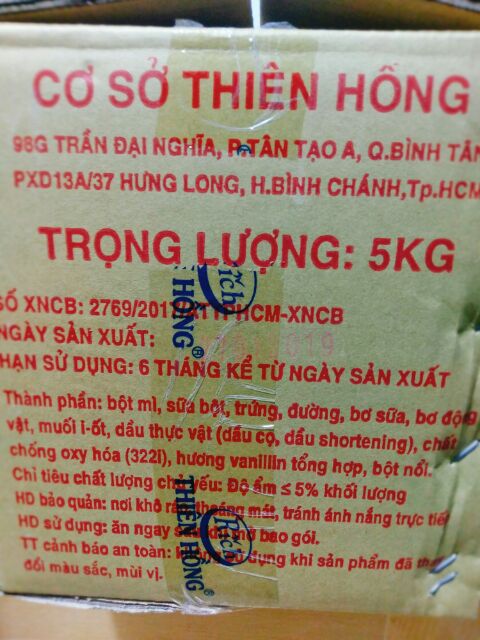 CƠ SỞ THIÊN HỒNG
98G TRẦN ĐẠI NGHĨA, P.TÂN TẠO A, Q.BÌNH TÂN
PXD13A/37 HƯNG LONG, H.BÌNH CHÁNH,Tp.HCM
TRỌNG LƯỢNG: 5KG
SỐ XNCB: 2769/2017/ATTPHCM-XNCB
NGÀY SẢN XUẤT: 019
HẠN SỬ DỤNG: 6 THÁNG KỂ TỪ NGÀY SẢN XUẤT
Thành phần: bột mì, sữa bột, trứng, đường, bơ sữa, bơ động
vật, muối i-ốt, dầu thực vật (dầu cọ, dầu shortening), chất
chống oxy hóa (322I), hương vanillin tổng hợp, bột nổi.
Chỉ tiêu chất lượng chủ yếu: Độ ẩm ≤ 5% khối lượng
HD bảo quản: nơi khô ráo, thoáng mát, tránh ánh nắng trực tiếp
HD sử dụng: ăn ngay sau khi mở bao gói.
TT cảnh báo an toàn: không sử dụng khi sản phẩm đã thay
đổi màu sắc, mùi vị.
Rich
HỒNG®
Rich
THIÊN HỒNG®